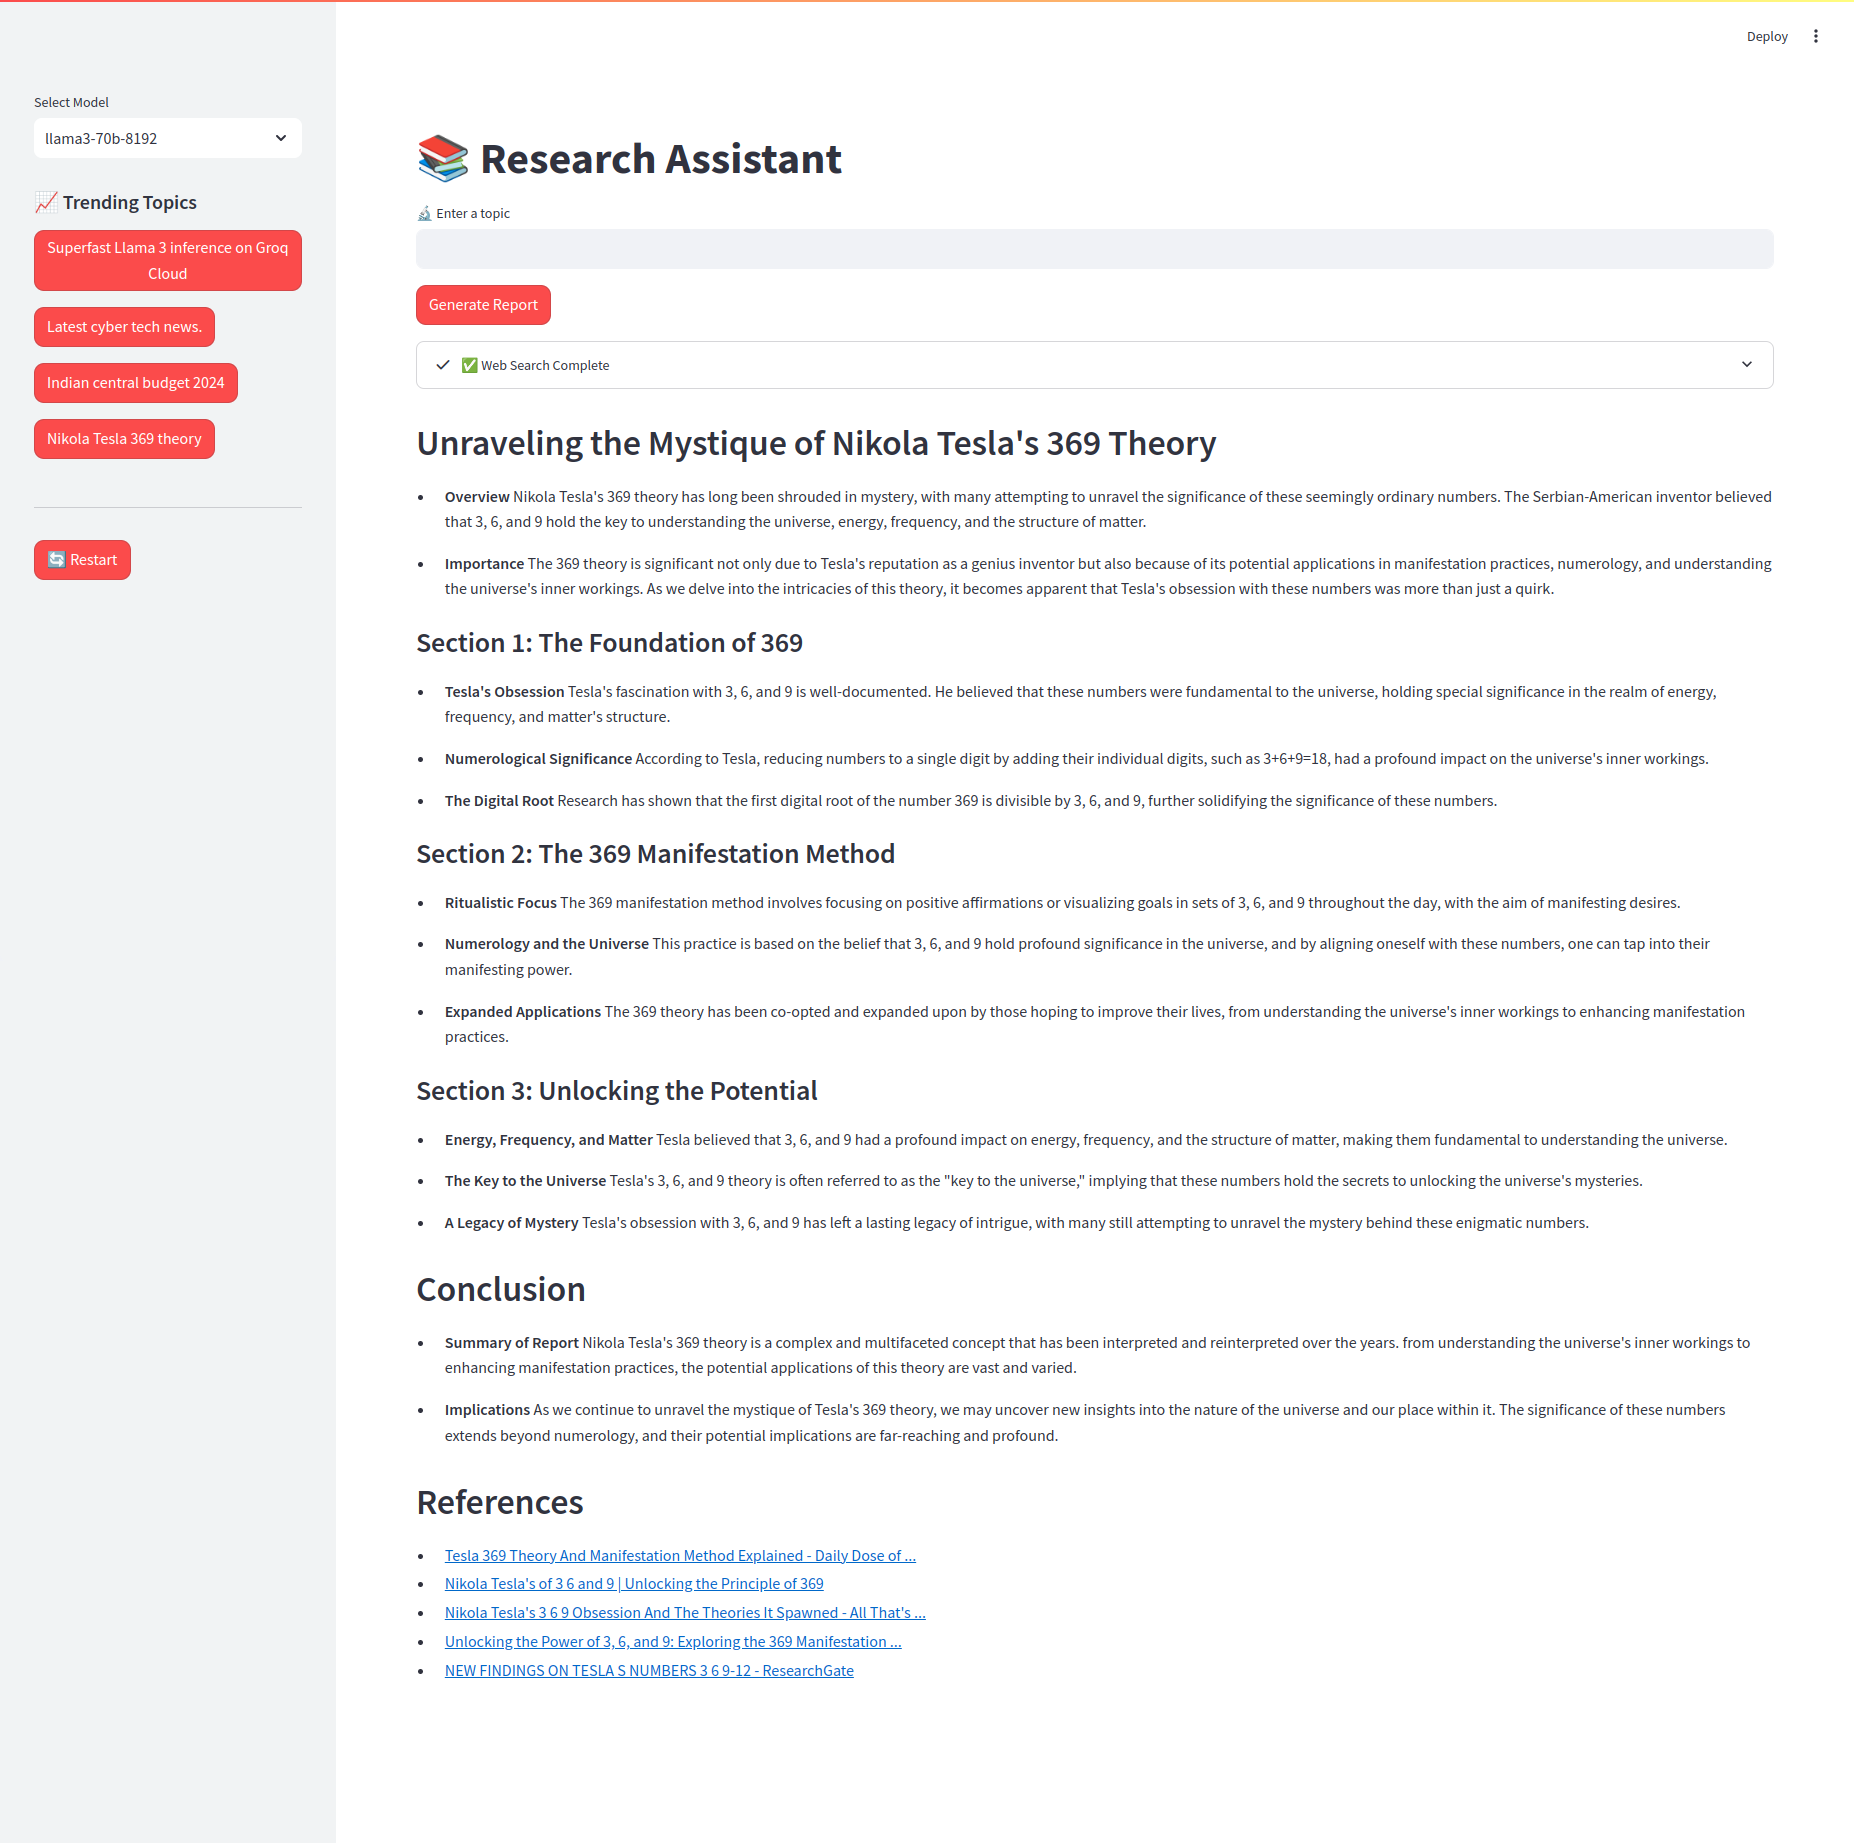 Deploy
Select Model
llama3-70b-8192
📈 Trending Topics
Superfast Llama 3 inference on Groq
Cloud
Latest cyber tech news.
Indian central budget 2024
Nikola Tesla 369 theory
🔄 Restart
📚 Research Assistant
🔬 Enter a topic
Generate Report
✅ Web Search Complete
Unraveling the Mystique of Nikola Tesla's 369 Theory
• Overview Nikola Tesla's 369 theory has long been shrouded in mystery, with many attempting to unravel the significance of these seemingly ordinary numbers. The Serbian-American inventor believed
that 3, 6, and 9 hold the key to understanding the universe, energy, frequency, and the structure of matter.
• Importance The 369 theory is significant not only due to Tesla's reputation as a genius inventor but also because of its potential applications in manifestation practices, numerology, and understanding
the universe's inner workings. As we delve into the intricacies of this theory, it becomes apparent that Tesla's obsession with these numbers was more than just a quirk.
Section 1: The Foundation of 369
• Tesla's Obsession Tesla's fascination with 3, 6, and 9 is well-documented. He believed that these numbers were fundamental to the universe, holding special significance in the realm of energy,
frequency, and matter's structure.
• Numerological Significance According to Tesla, reducing numbers to a single digit by adding their individual digits, such as 3+6+9=18, had a profound impact on the universe's inner workings.
• The Digital Root Research has shown that the first digital root of the number 369 is divisible by 3, 6, and 9, further solidifying the significance of these numbers.
Section 2: The 369 Manifestation Method
• Ritualistic Focus The 369 manifestation method involves focusing on positive affirmations or visualizing goals in sets of 3, 6, and 9 throughout the day, with the aim of manifesting desires.
• Numerology and the Universe This practice is based on the belief that 3, 6, and 9 hold profound significance in the universe, and by aligning oneself with these numbers, one can tap into their
manifesting power.
• Expanded Applications The 369 theory has been co-opted and expanded upon by those hoping to improve their lives, from understanding the universe's inner workings to enhancing manifestation
practices.
Section 3: Unlocking the Potential
• Energy, Frequency, and Matter Tesla believed that 3, 6, and 9 had a profound impact on energy, frequency, and the structure of matter, making them fundamental to understanding the universe.
• The Key to the Universe Tesla's 3, 6, and 9 theory is often referred to as the "key to the universe," implying that these numbers hold the secrets to unlocking the universe's mysteries.
• A Legacy of Mystery Tesla's obsession with 3, 6, and 9 has left a lasting legacy of intrigue, with many still attempting to unravel the mystery behind these enigmatic numbers.
Conclusion
• Summary of Report Nikola Tesla's 369 theory is a complex and multifaceted concept that has been interpreted and reinterpreted over the years. from understanding the universe's inner workings to
enhancing manifestation practices, the potential applications of this theory are vast and varied.
• Implications As we continue to unravel the mystique of Tesla's 369 theory, we may uncover new insights into the nature of the universe and our place within it. The significance of these numbers
extends beyond numerology, and their potential implications are far-reaching and profound.
References
• Tesla 369 Theory And Manifestation Method Explained - Daily Dose of ...
• Nikola Tesla's of 3 6 and 9 | Unlocking the Principle of 369
• Nikola Tesla's 3 6 9 Obsession And The Theories It Spawned - All That's ...
• Unlocking the Power of 3, 6, and 9: Exploring the 369 Manifestation ...
• NEW FINDINGS ON TESLA S NUMBERS 3 6 9-12 - ResearchGate